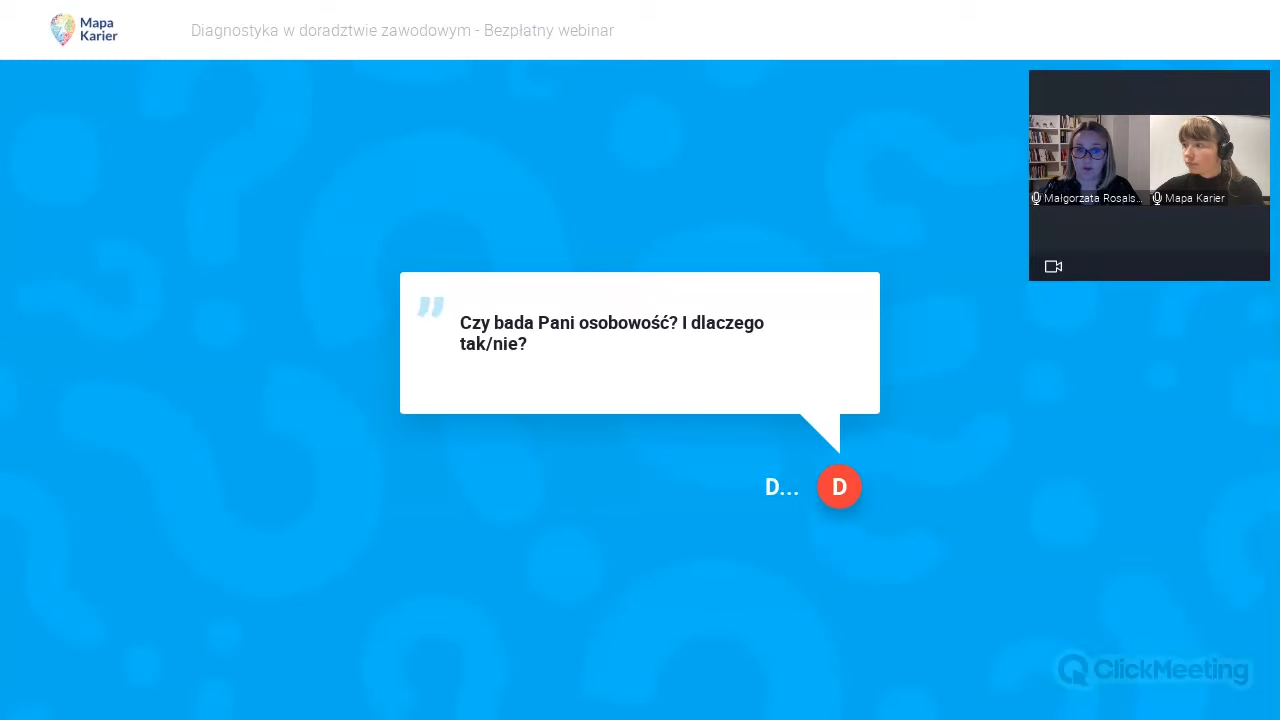 Mapa
Karier
Diagnostyka w doradztwie zawodowym - Bezpłatny webinar
Małgorzata Rosals...
Mapa Karier
Czy bada Pani osobowość? I dlaczego
tak/nie?
D...
D
ClickMeeting